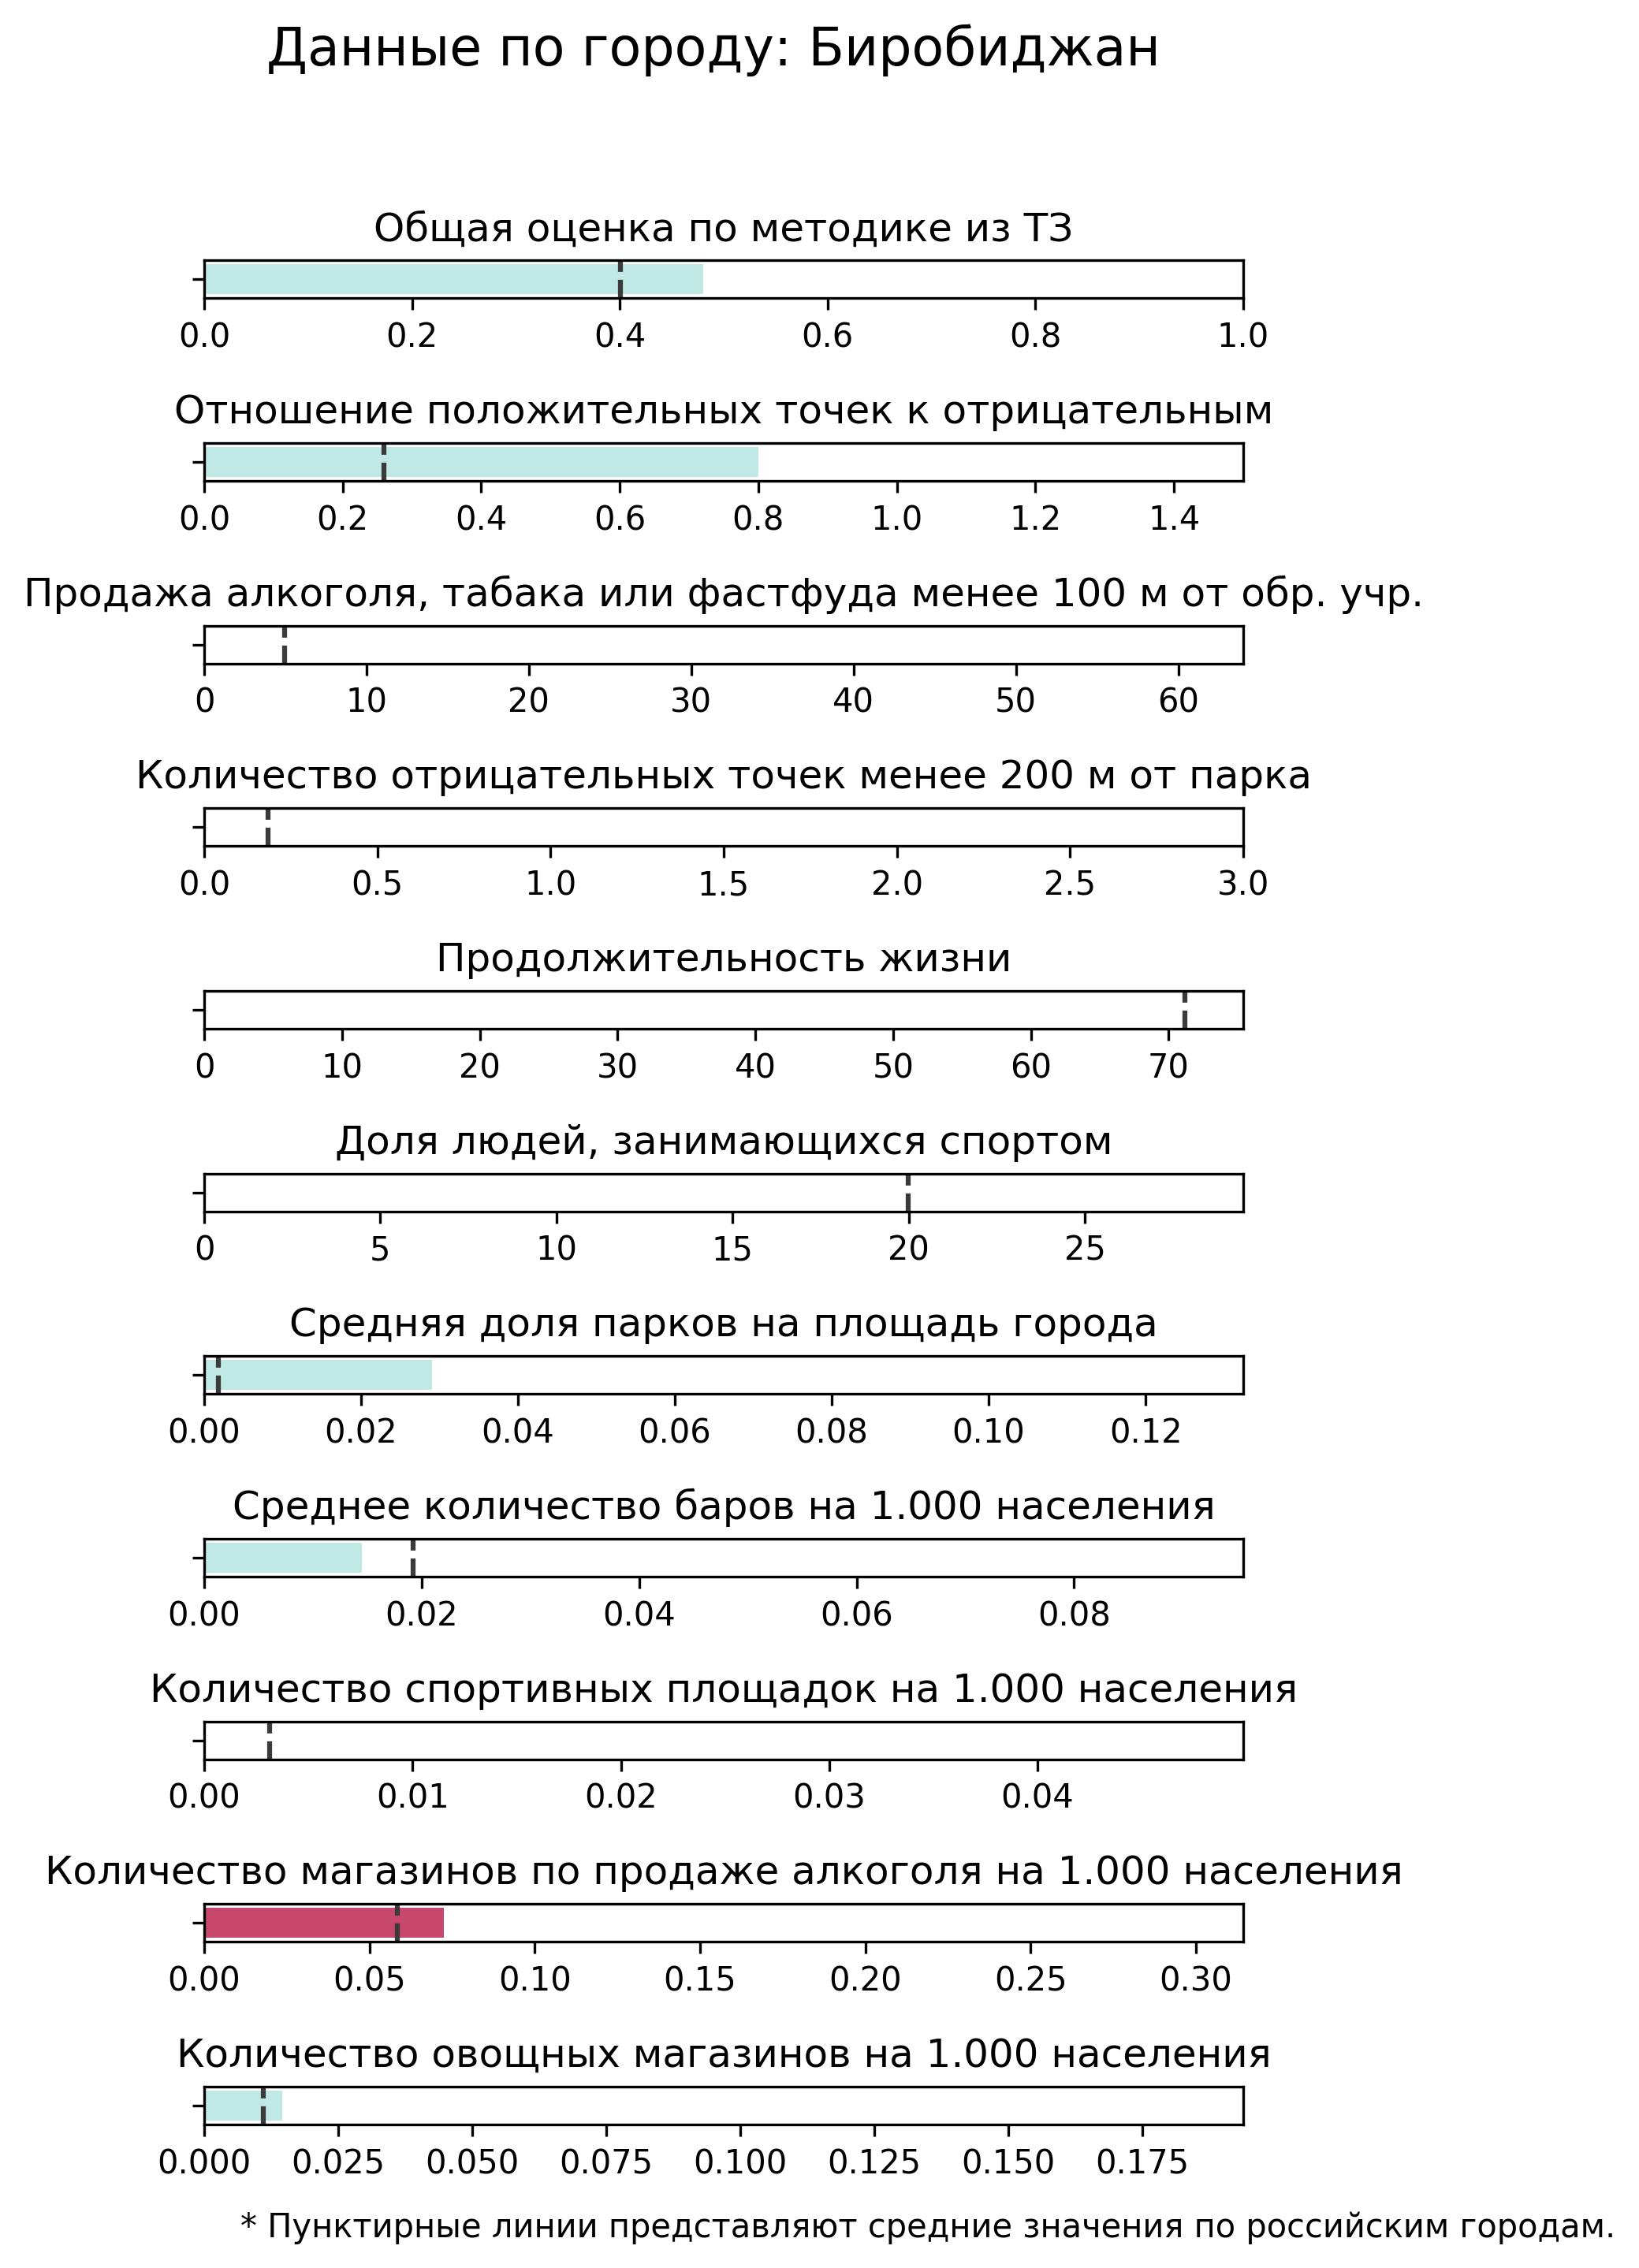 Данные по городу: Биробиджан
Общая оценка по методике из ТЗ
0.0 0.2 0.4 0.6 0.8 1.0
Отношение положительных точек к отрицательным
0.0 0.2 0.4 0.6 0.8 1.0 1.2 1.4
Продажа алкоголя, табака или фастфуда менее 100 м от обр. учр.
0 10 20 30 40 50 60
Количество отрицательных точек менее 200 м от парка
0.0 0.5 1.0 1.5 2.0 2.5 3.0
Продолжительность жизни
0 10 20 30 40 50 60 70
Доля людей, занимающихся спортом
0 5 10 15 20 25
Средняя доля парков на площадь города
0.00 0.02 0.04 0.06 0.08 0.10 0.12
Среднее количество баров на 1.000 населения
0.00 0.02 0.04 0.06 0.08
Количество спортивных площадок на 1.000 населения
0.00 0.01 0.02 0.03 0.04
Количество магазинов по продаже алкоголя на 1.000 населения
0.00 0.05 0.10 0.15 0.20 0.25 0.30
Количество овощных магазинов на 1.000 населения
0.000 0.025 0.050 0.075 0.100 0.125 0.150 0.175
* Пунктирные линии представляют средние значения по российским городам.